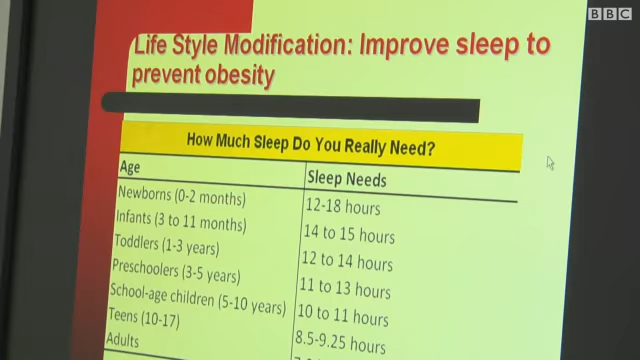 BBC
Life Style Modification: Improve sleep to
prevent obesity
How Much Sleep Do You Really Need?
Age Sleep Needs
Newborns (0-2 months) 12-18 hours
Infants (3 to 11 months) 14 to 15 hours
Toddlers (1-3 years) 12 to 14 hours
Preschoolers (3-5 years) 11 to 13 hours
School-age children (5-10 years) 10 to 11 hours
Teens (10-17) 8.5-9.25 hours
Adults